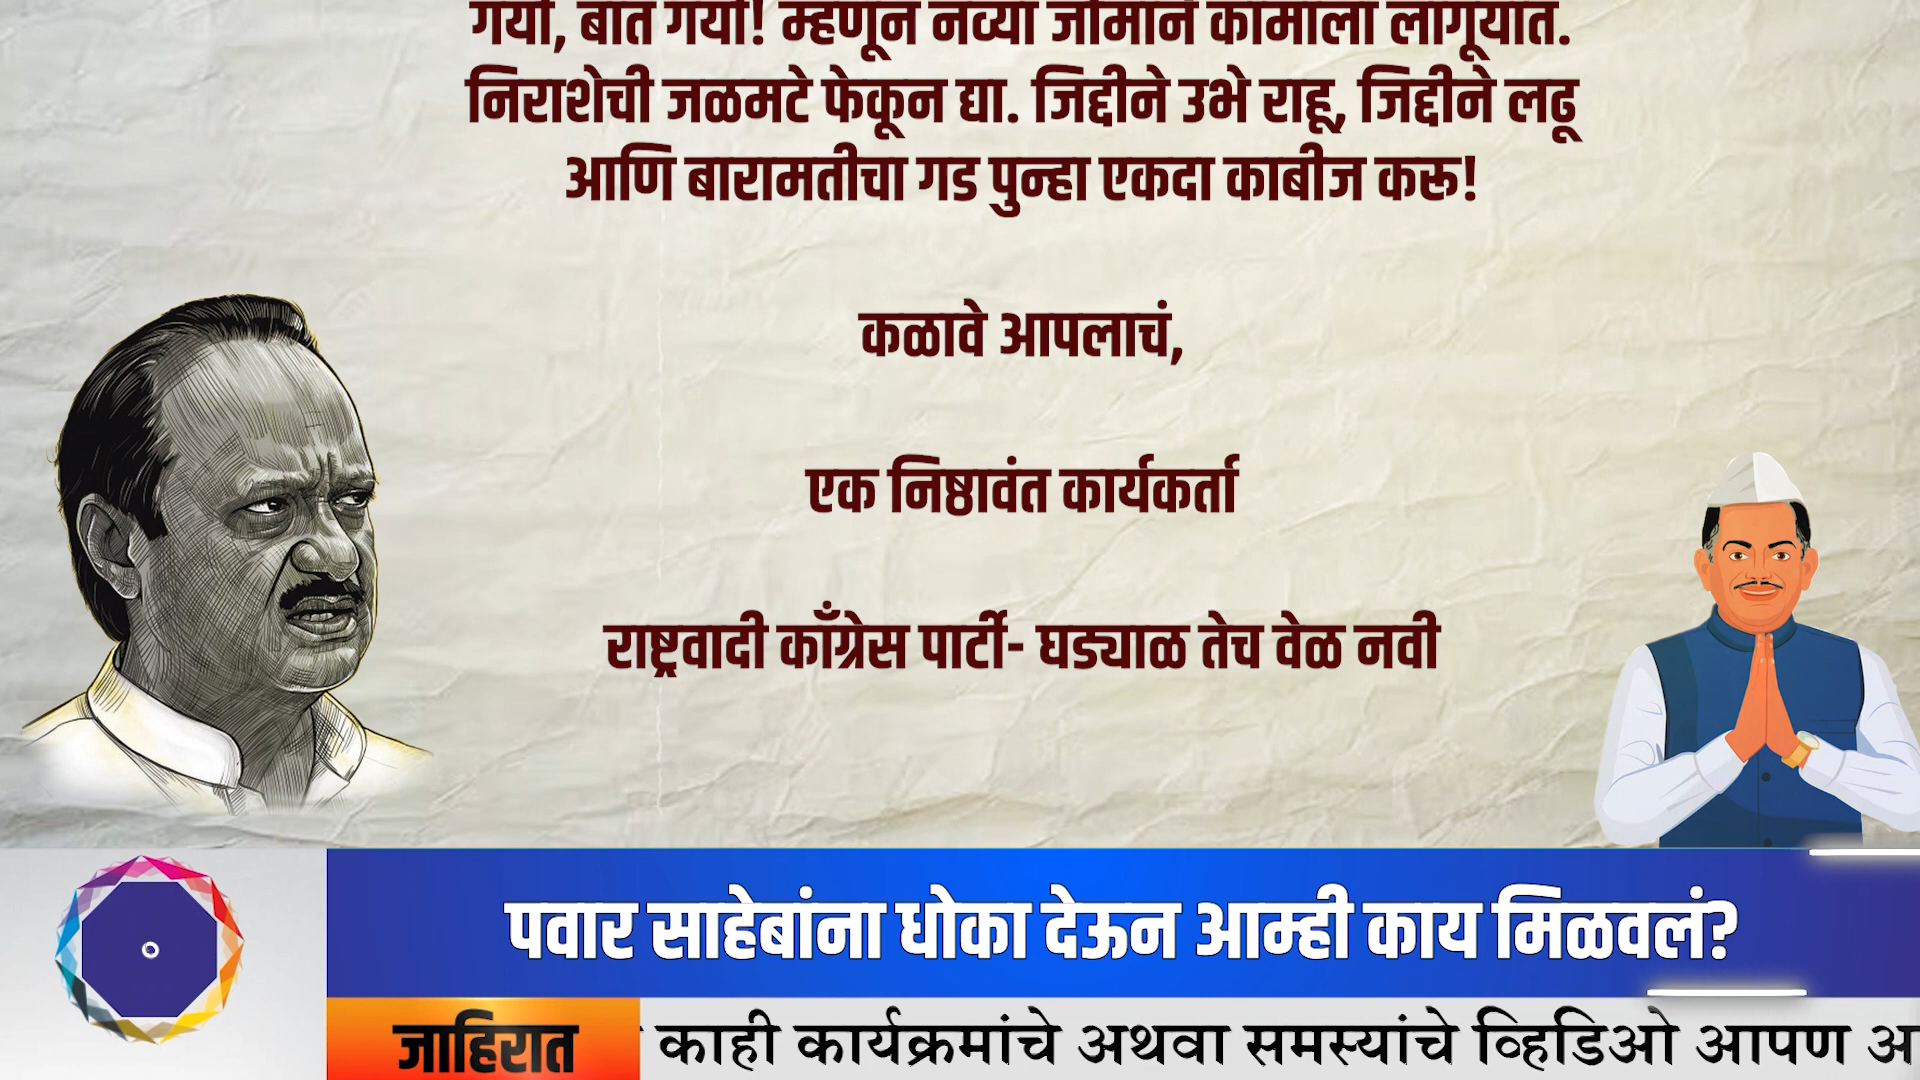 गयी, बात गयी! म्हणून नव्या जोमाने कामाला लागूयात.
निराशेची जळमटे फेकून द्या. जिद्दीने उभे राहू, जिद्दीने लढू
आणि बारामतीचा गड पुन्हा एकदा काबीज करू!
कळावे आपलाचं,
एक निष्ठावंत कार्यकर्ता
राष्ट्रवादी काँग्रेस पार्टी- घड्याळ तेच वेळ नवी
पवार साहेबांना धोका देऊन आम्ही काय मिळवलं?
जाहिरात
काही कार्यक्रमांचे अथवा समस्यांचे व्हिडिओ आपण